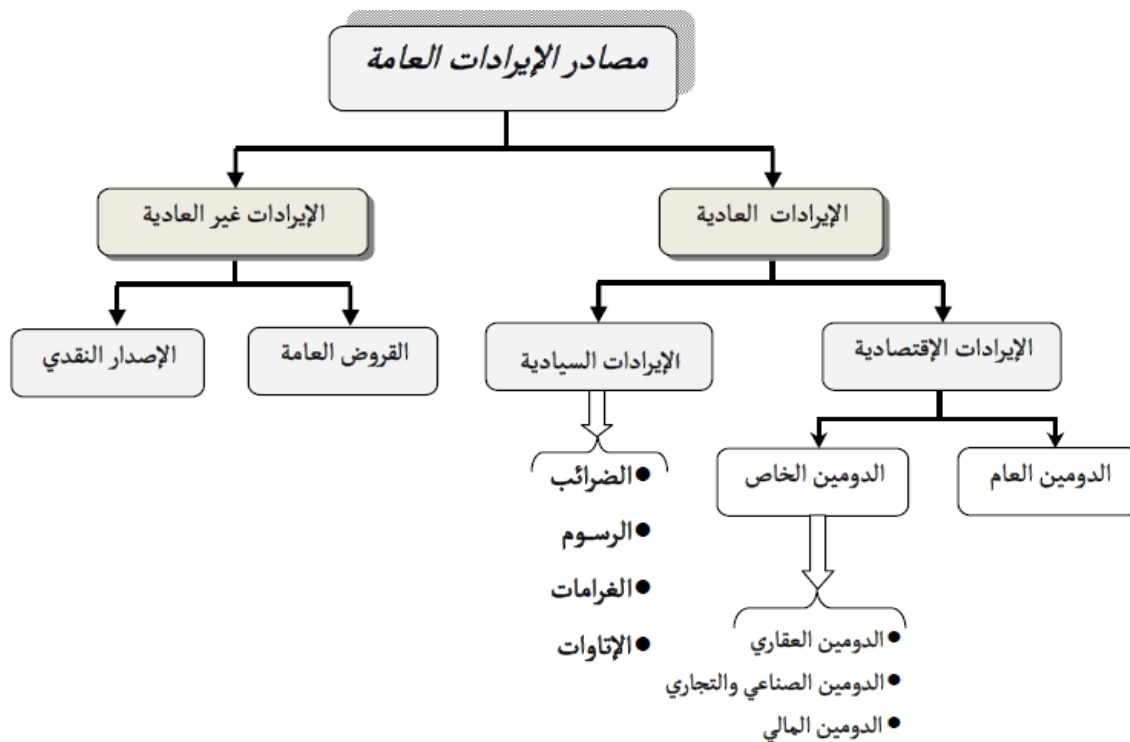 مصادر الإيرادات العامة
الإيرادات العادية
الإيرادات غير العادية
الإيرادات الإقتصادية
الإيرادات السيادية
القروض العامة
الإصدار النقدي
الدومين العام
الدومين الخاص
الضرائب
الرسـوم
الغرامات
الإتاوات
الدومين العقاري
الدومين الصناعي والتجاري
الدومين المالي